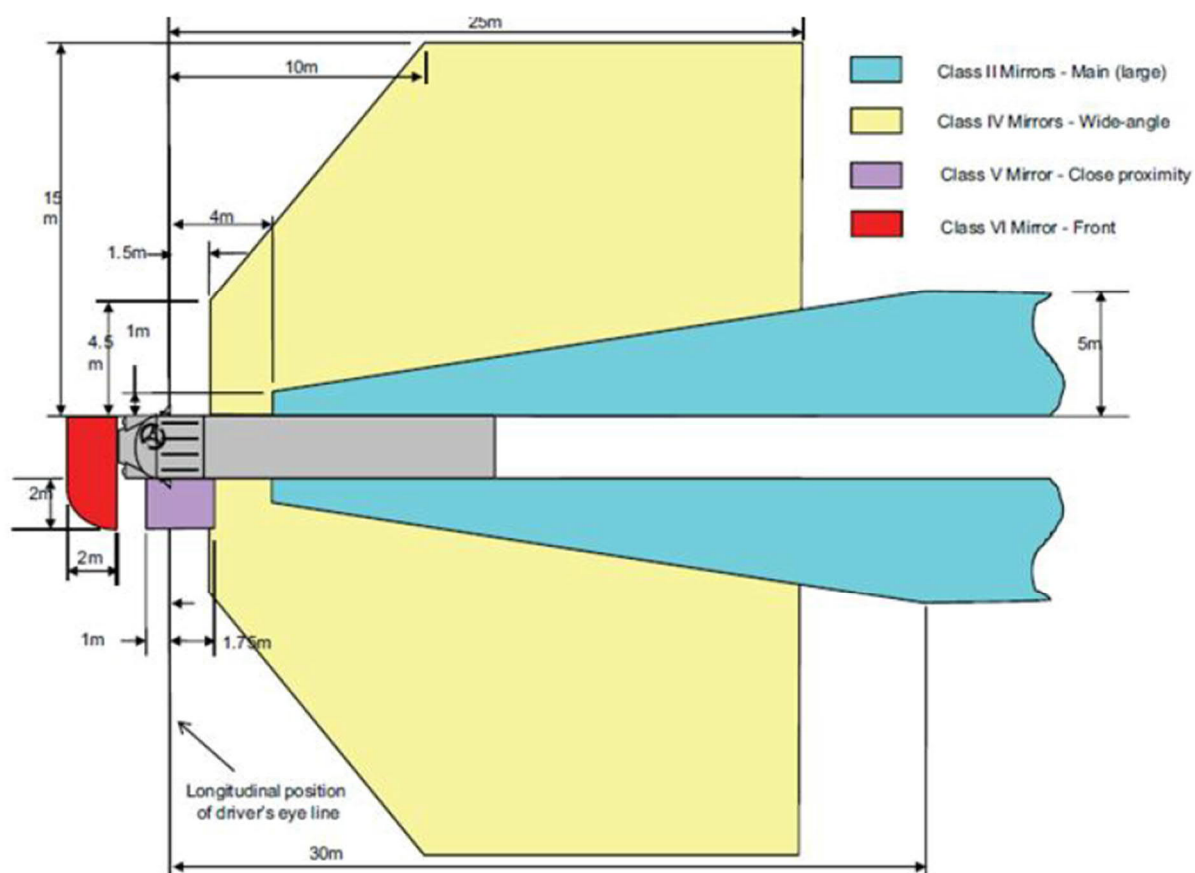 25m
10m
Class II Mirrors - Main (large)
Class IV Mirrors - Wide-angle
Class V Mirror - Close proximity
Class VI Mirror - Front
15
m
4m
1.5m
1m
4.5
m
5m
2m
2m
1m
1.75m
Longitudinal position
of driver's eye line
30m